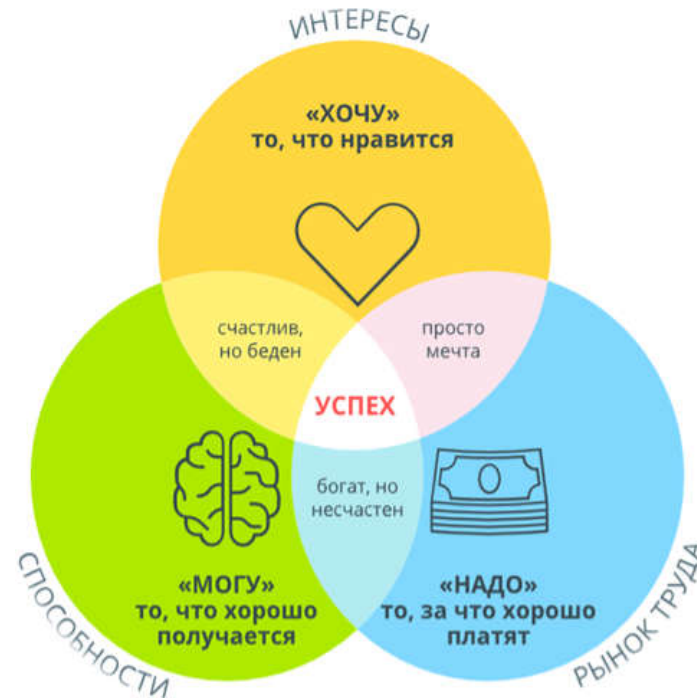 ИНТЕРЕСЫ
«ХОЧУ»
то, что нравится
счастлив,
но беден
просто
мечта
УСПЕХ
богат, но
несчастен
«МОГУ»
то, что хорошо
получается
«НАДО»
то, за что хорошо
платят
СПОСОБНОСТИ
РЫНОК ТРУДА